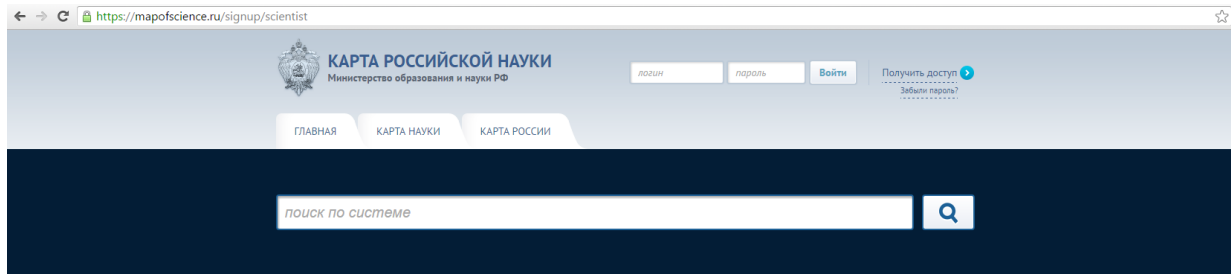 https://mapofscience.ru/signup/scientist
КАРТА РОССИЙСКОЙ НАУКИ
Министерство образования и науки РФ
логин
пароль
Войти
Получить доступ
Забыли пароль?
ГЛАВНАЯ
КАРТА НАУКИ
КАРТА РОССИИ
поиск по системе